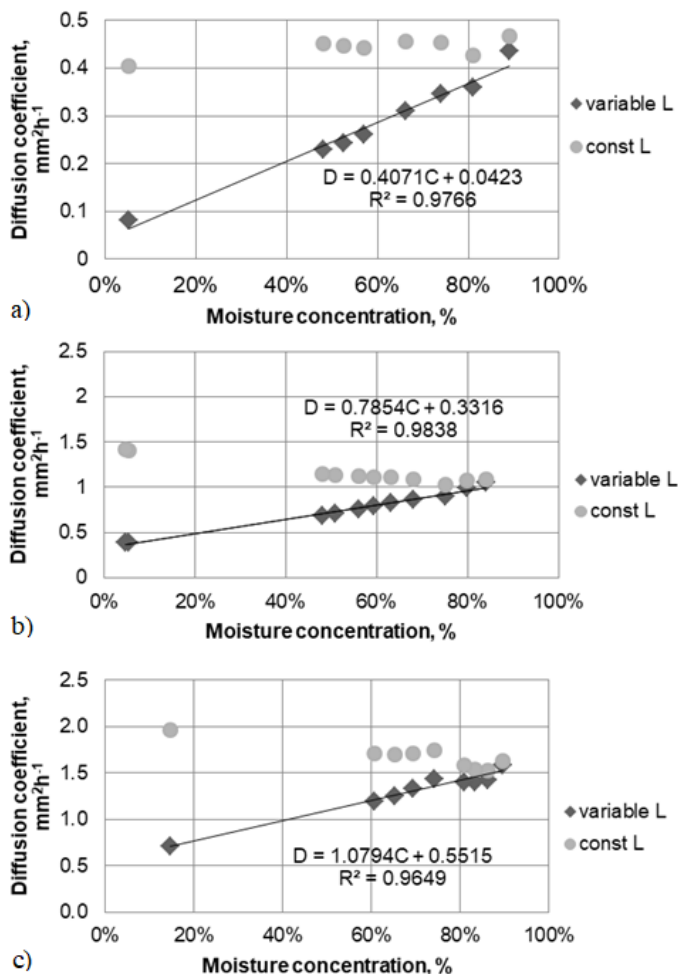 Diffusion coefficient,
mm²h⁻¹
0.5
0.4
0.3
0.2
0.1
0
D = 0.4071C + 0.0423
R² = 0.9766
variable L
const L
0% 20% 40% 60% 80% 100%
Moisture concentration, %
a)
Diffusion coefficient,
mm²h⁻¹
2.5
2
1.5
1
0.5
0
D = 0.7854C + 0.3316
R² = 0.9838
variable L
const L
0% 20% 40% 60% 80% 100%
Moisture concentration, %
b)
Diffusion coefficient,
mm²h⁻¹
2.5
2.0
1.5
1.0
0.5
0.0
D = 1.0794C + 0.5515
R² = 0.9649
variable L
const L
0% 20% 40% 60% 80% 100%
Moisture concentration, %
c)